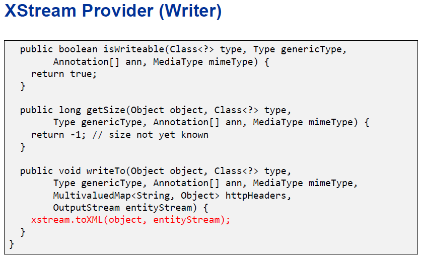 XStream Provider (Writer)
public boolean isWriteable(Class<?> type, Type genericType,
Annotation[] ann, MediaType mimeType) {
return true;
}
public long getSize(Object object, Class<?> type,
Type genericType, Annotation[] ann, MediaType mimeType) {
return -1; // size not yet known
}
public void writeTo(Object object, Class<?> type,
Type genericType, Annotation[] ann, MediaType mimeType,
MultivaluedMap<String, Object> httpHeaders,
OutputStream entityStream) {
xstream.toXML(object, entityStream);
}
}